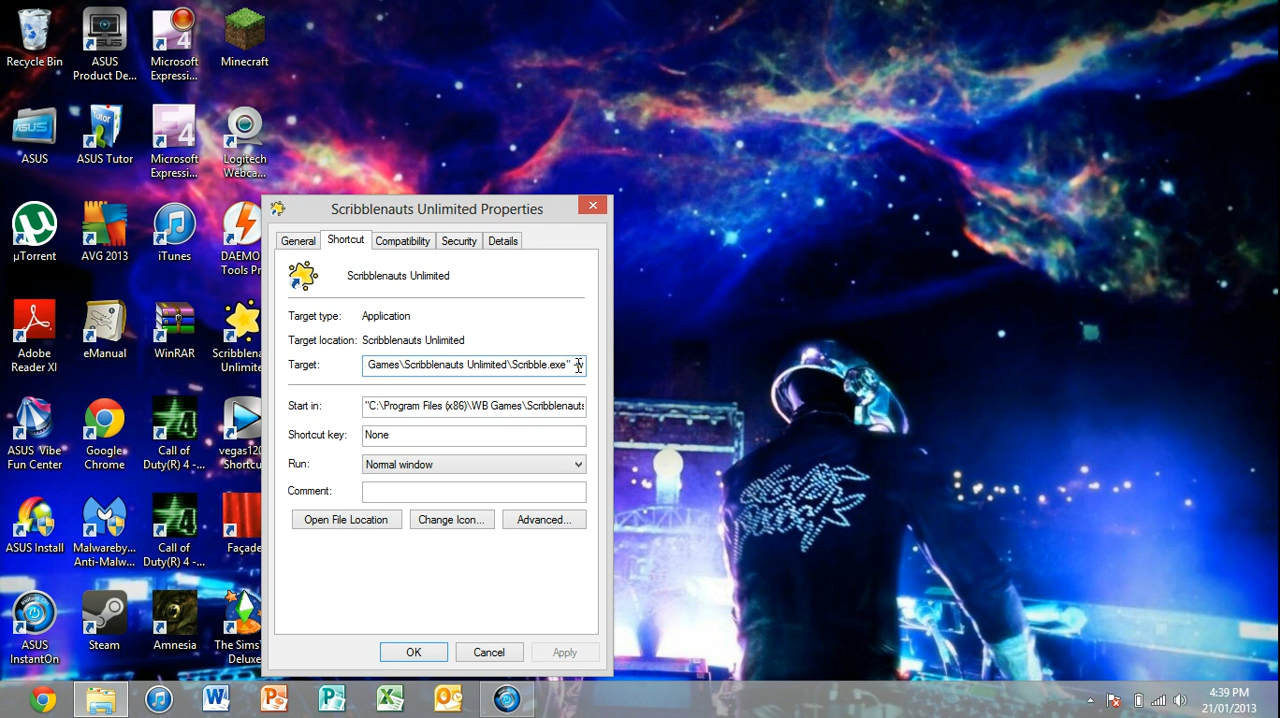 Recycle Bin
ASUS Product De...
Microsoft Expressi...
Minecraft
ASUS
ASUS Tutor
Microsoft Expressi...
Logitech Webca...
µTorrent
AVG 2013
iTunes
DAEMO
Tools Pr
Adobe Reader XI
eManual
WinRAR
Scribblena
Unlimite
ASUS Vibe Fun Center
Google Chrome
Call of Duty(R) 4 -...
vegas120
Shortcu
ASUS Install
Malwareby... Anti-Malw...
Call of Duty(R) 4 -...
Façade
ASUS InstantOn
Steam
Amnesia
The Sims
Deluxe
Scribblenauts Unlimited Properties
General Shortcut Compatibility Security Details
Scribblenauts Unlimited
Target type: Application
Target location: Scribblenauts Unlimited
Target: Games\Scribblenauts Unlimited\Scribble.exe"
Start in: "C:\Program Files (x86)\WB Games\Scribblenauts
Shortcut key: None
Run: Normal window
Comment:
Open File Location Change Icon... Advanced...
OK Cancel Apply
4:39 PM
21/01/2013